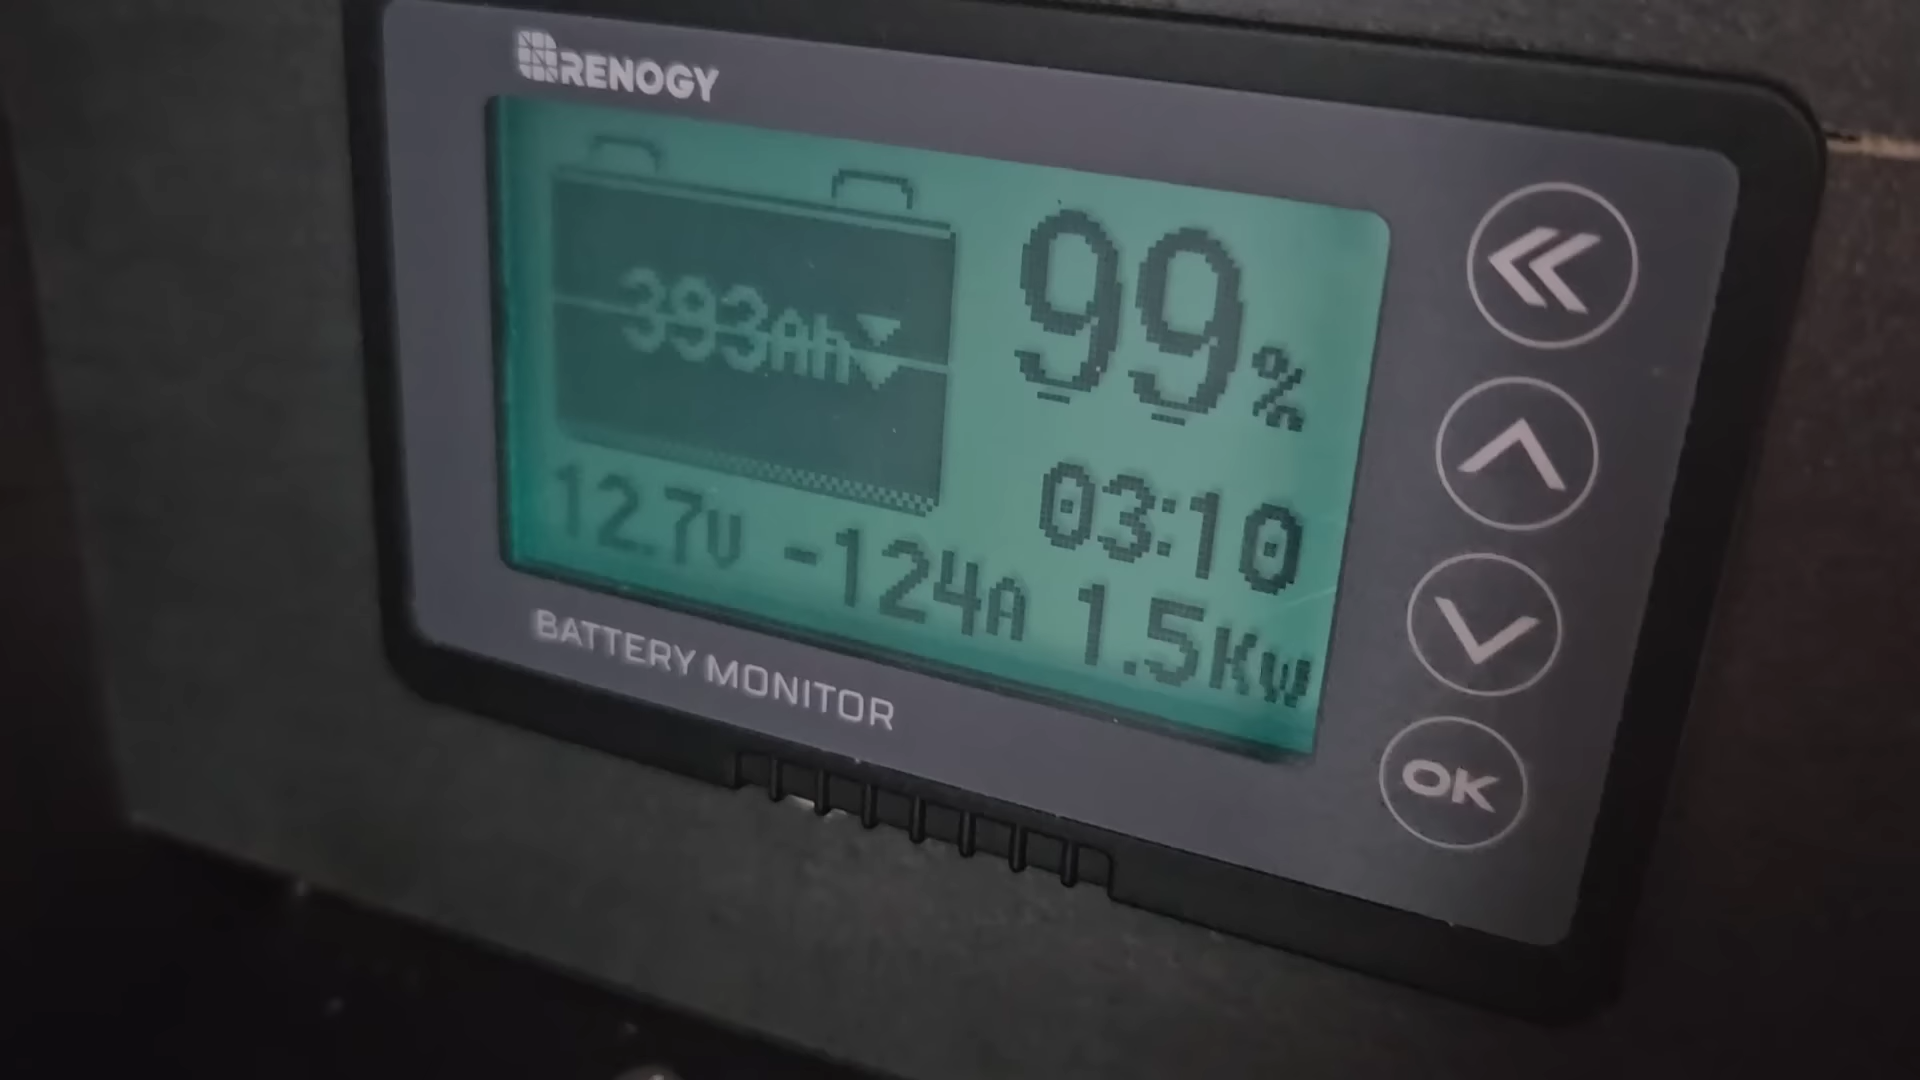 RENOGY
393Ah
99%
03:10
12.7V -124A 1.5KW
BATTERY MONITOR
OK